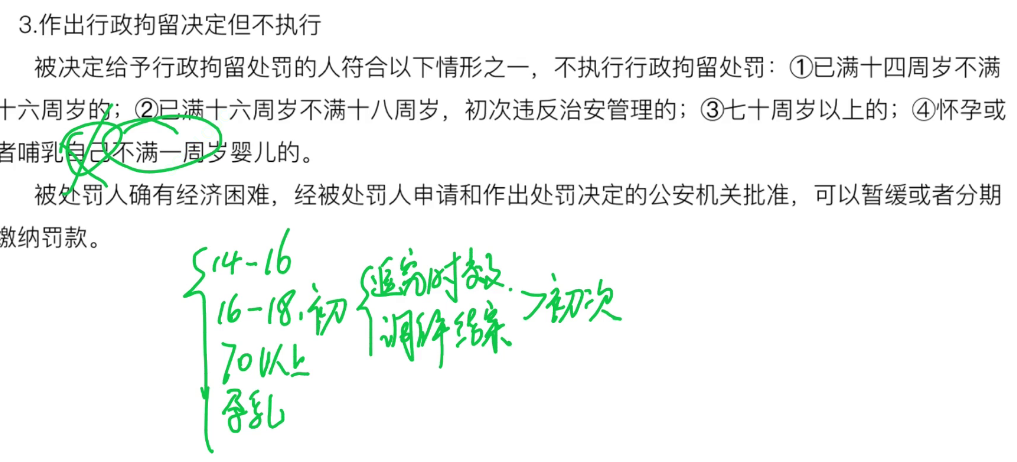 3.作出行政拘留决定但不执行
被决定给予行政拘留处罚的人符合以下情形之一，不执行行政拘留处罚：①已满十四周岁不满
十六周岁的；②已满十六周岁不满十八周岁，初次违反治安管理的；③七十周岁以上的；④怀孕或
者哺乳自己不满一周岁婴儿的。
被处罚人确有经济困难，经被处罚人申请和作出处罚决定的公安机关批准，可以暂缓或者分期
缴纳罚款。
14-16
16-18.初
70以上
孕乳
追究时效.
调解结案
>初次